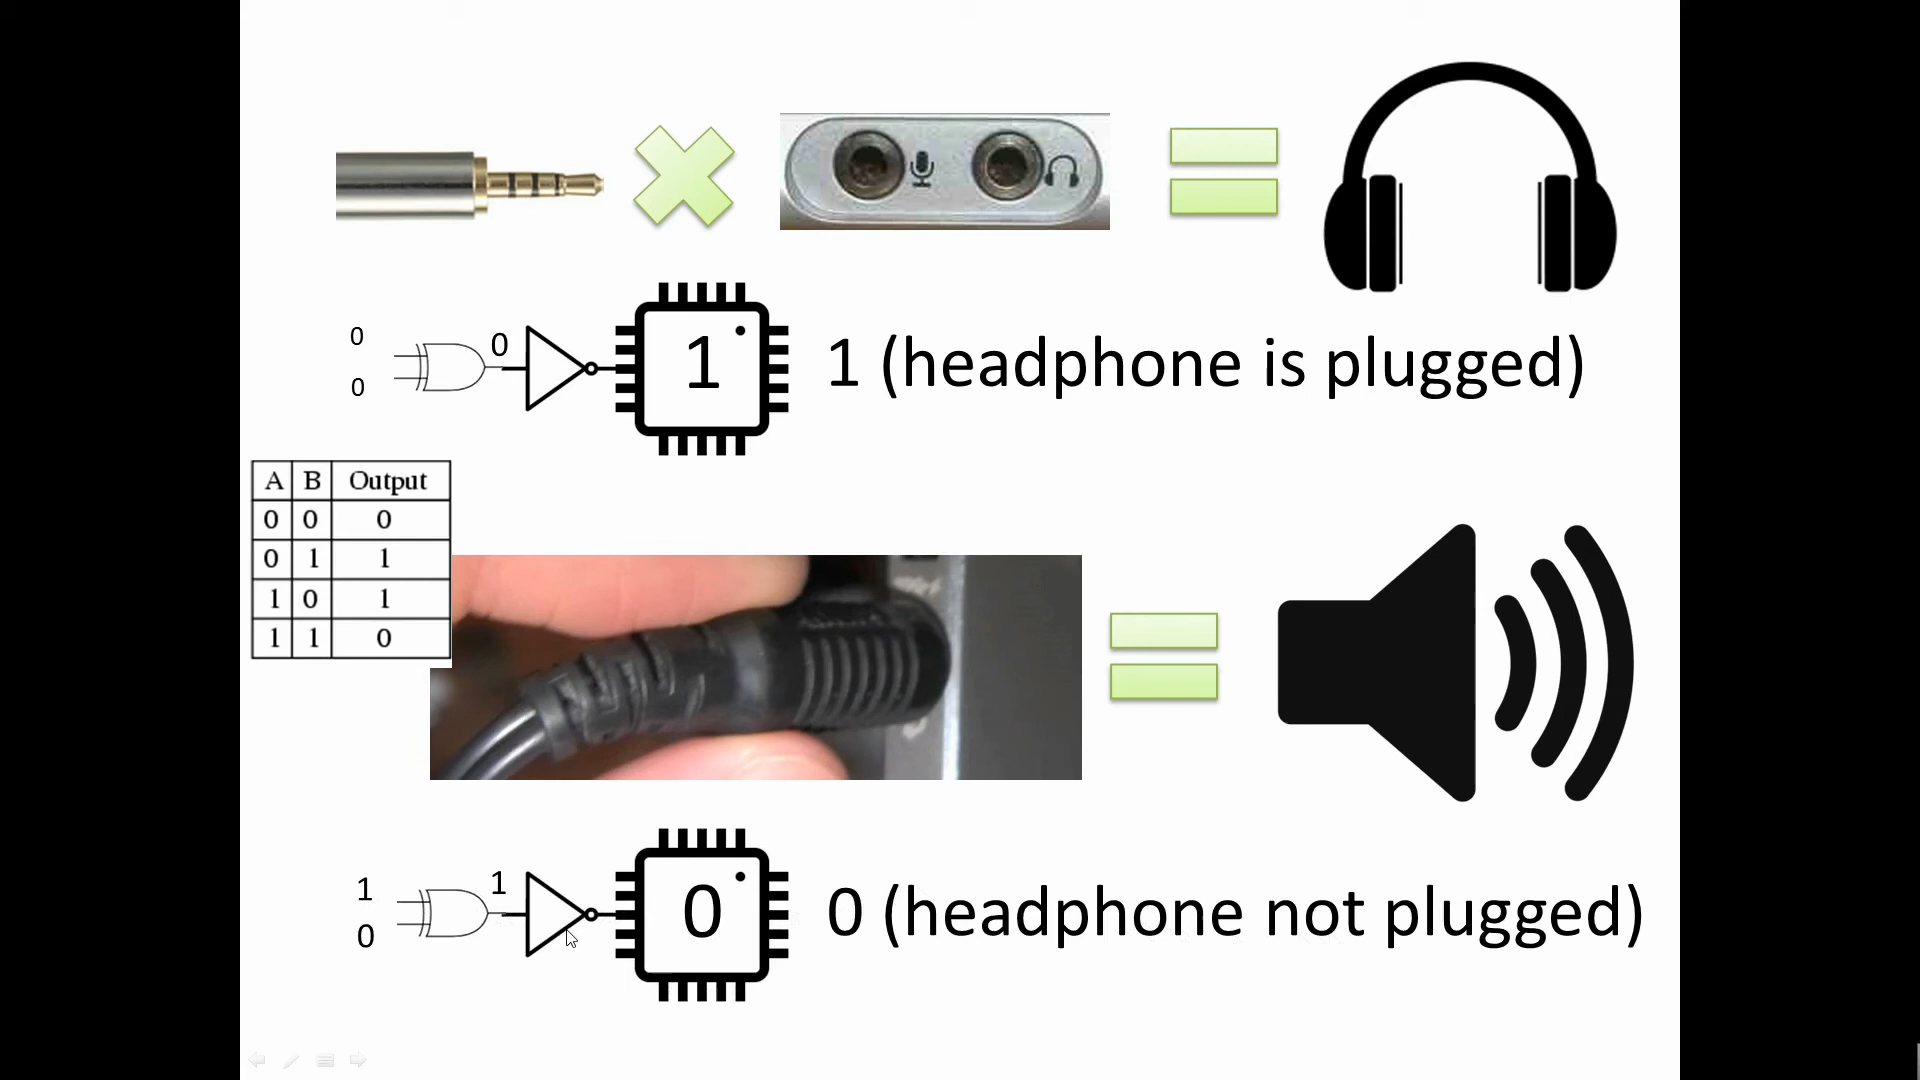 0
0
0
1
1 (headphone is plugged)
A B Output
0 0 0
0 1 1
1 0 1
1 1 0
1
0
1
0
0 (headphone not plugged)